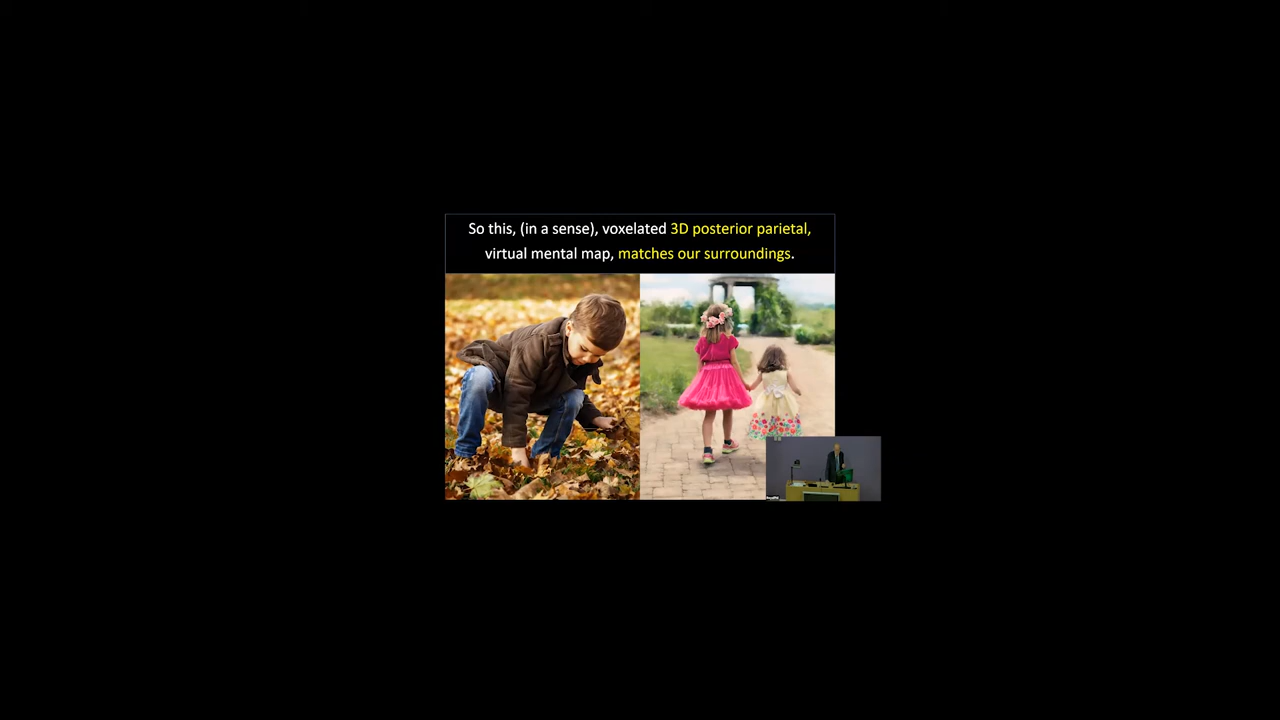 So this, (in a sense), voxelated 3D posterior parietal,
virtual mental map, matches our surroundings.